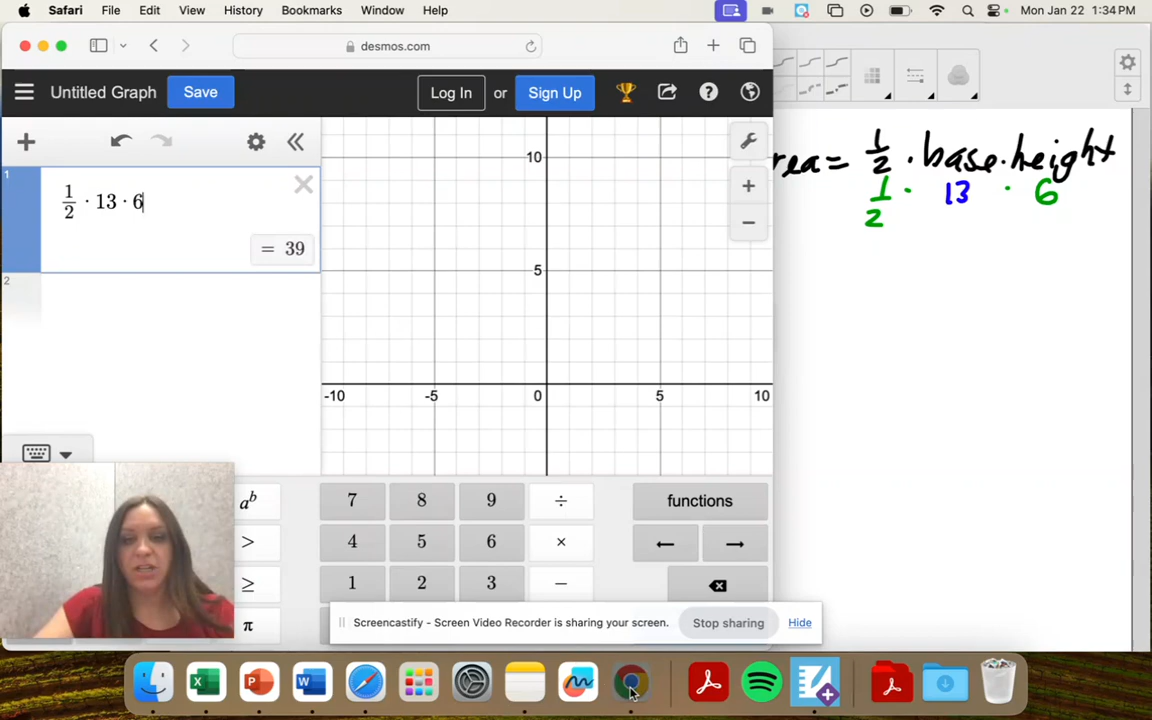 Safari File Edit View History Bookmarks Window Help Mon Jan 22 1:34 PM
desmos.com
Untitled Graph Save Log In or Sign Up
1
1/2 · 13 · 6
= 39
2
10
5
-10 -5 0 5 10
rea = 1/2 · base · height
1/2 · 13 · 6
a^b 7 8 9 ÷ functions
> 4 5 6 × ← →
≥ 1 2 3 −
π
Screencastify - Screen Video Recorder is sharing your screen. Stop sharing Hide